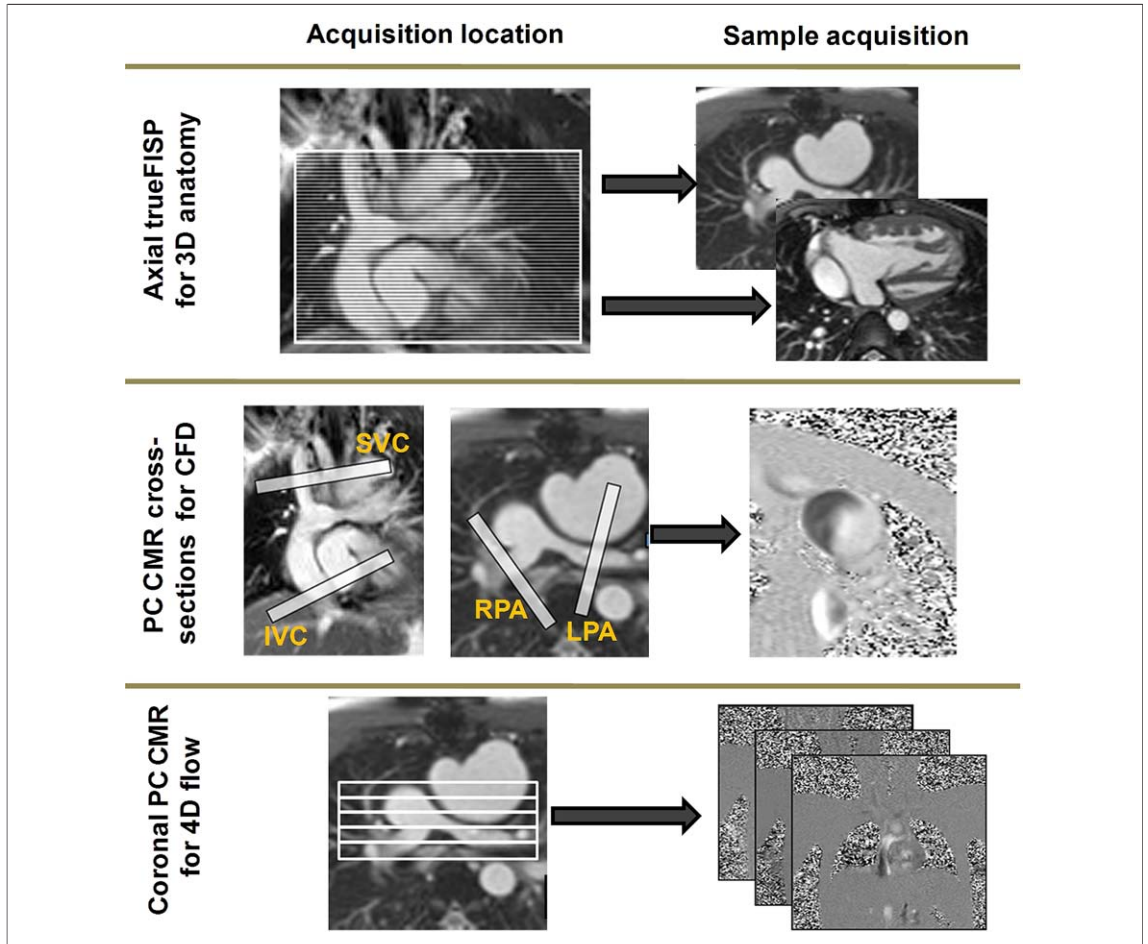 Acquisition location
Sample acquisition
Axial trueFISP
for 3D anatomy
PC CMR cross-
sections for CFD
SVC
IVC
RPA
LPA
Coronal PC CMR
for 4D flow